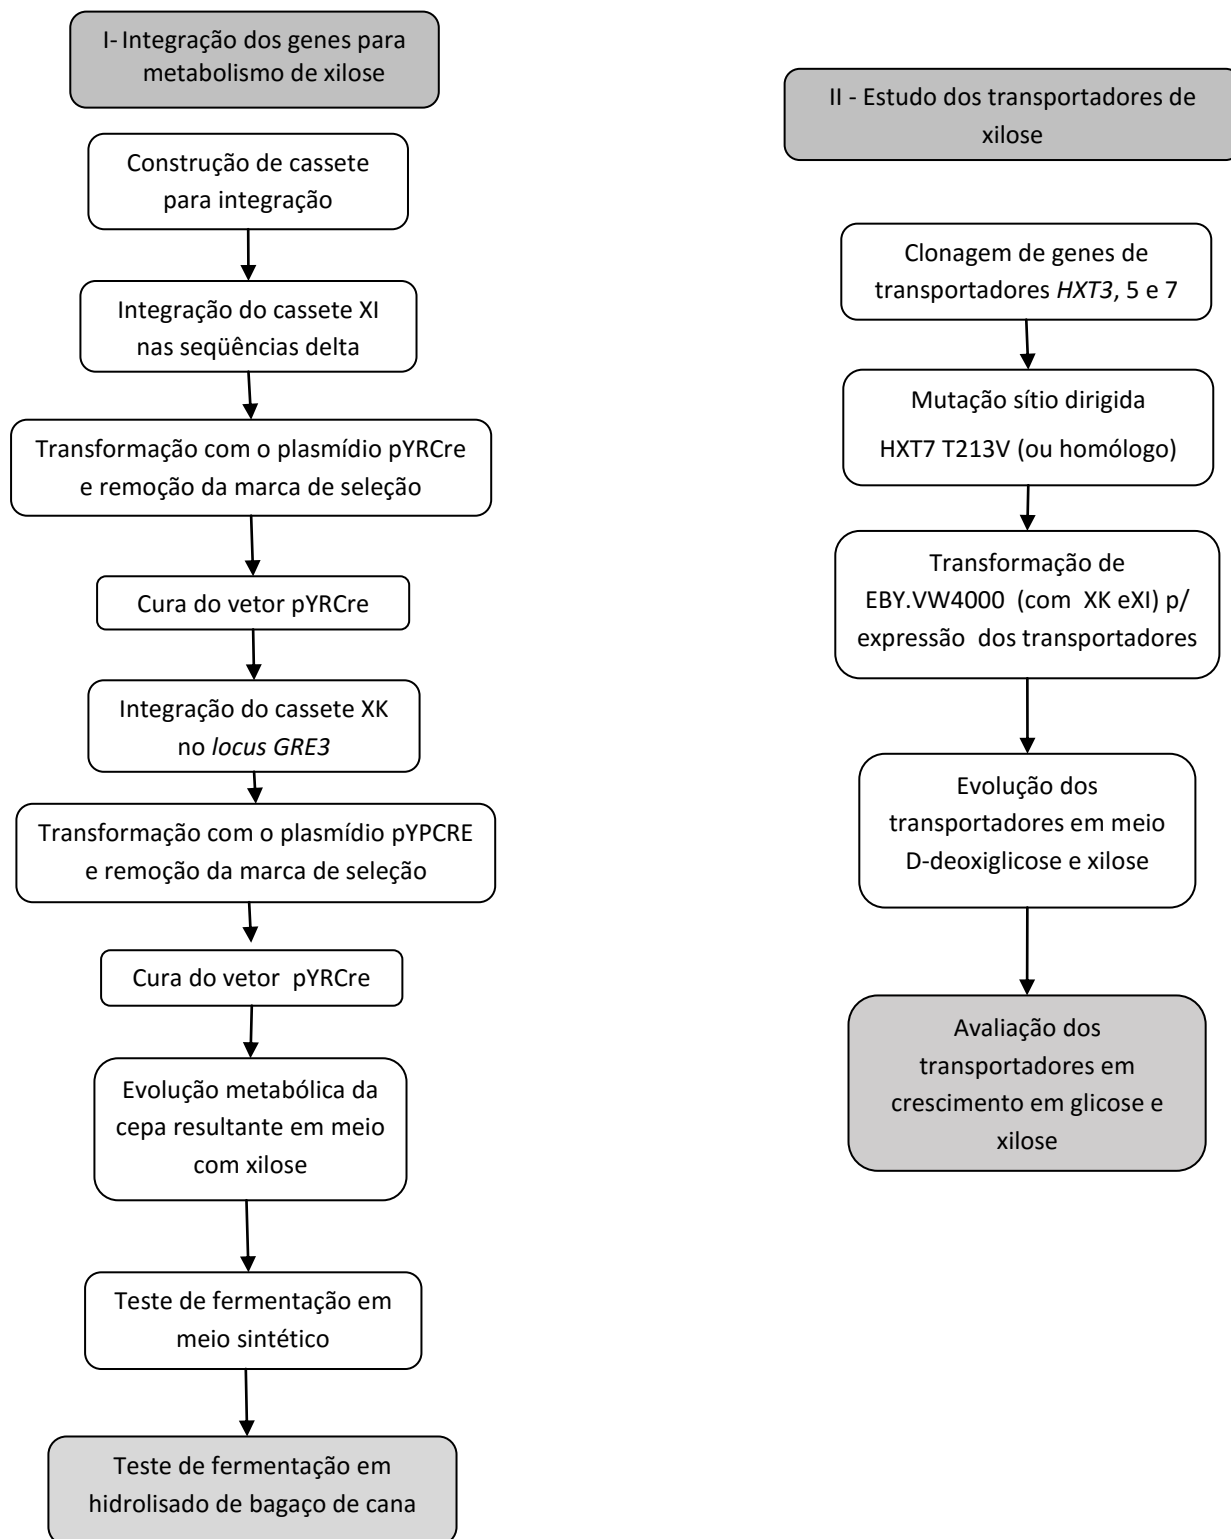 I- Integração dos genes para
metabolismo de xilose
Construção de cassete
para integração
Integração do cassete XI
nas seqüências delta
Transformação com o plasmídio pYRCre
e remoção da marca de seleção
Cura do vetor pYRCre
Integração do cassete XK
no locus GRE3
Transformação com o plasmídio pYPCRE
e remoção da marca de seleção
Cura do vetor pYRCre
Evolução metabólica da
cepa resultante em meio
com xilose
Teste de fermentação em
meio sintético
Teste de fermentação em
hidrolisado de bagaço de cana
II - Estudo dos transportadores de
xilose
Clonagem de genes de
transportadores HXT3, 5 e 7
Mutação sítio dirigida
HXT7 T213V (ou homólogo)
Transformação de
EBY.VW4000 (com XK eXI) p/
expressão dos transportadores
Evolução dos
transportadores em meio
D-deoxiglicose e xilose
Avaliação dos
transportadores em
crescimento em glicose e
xilose